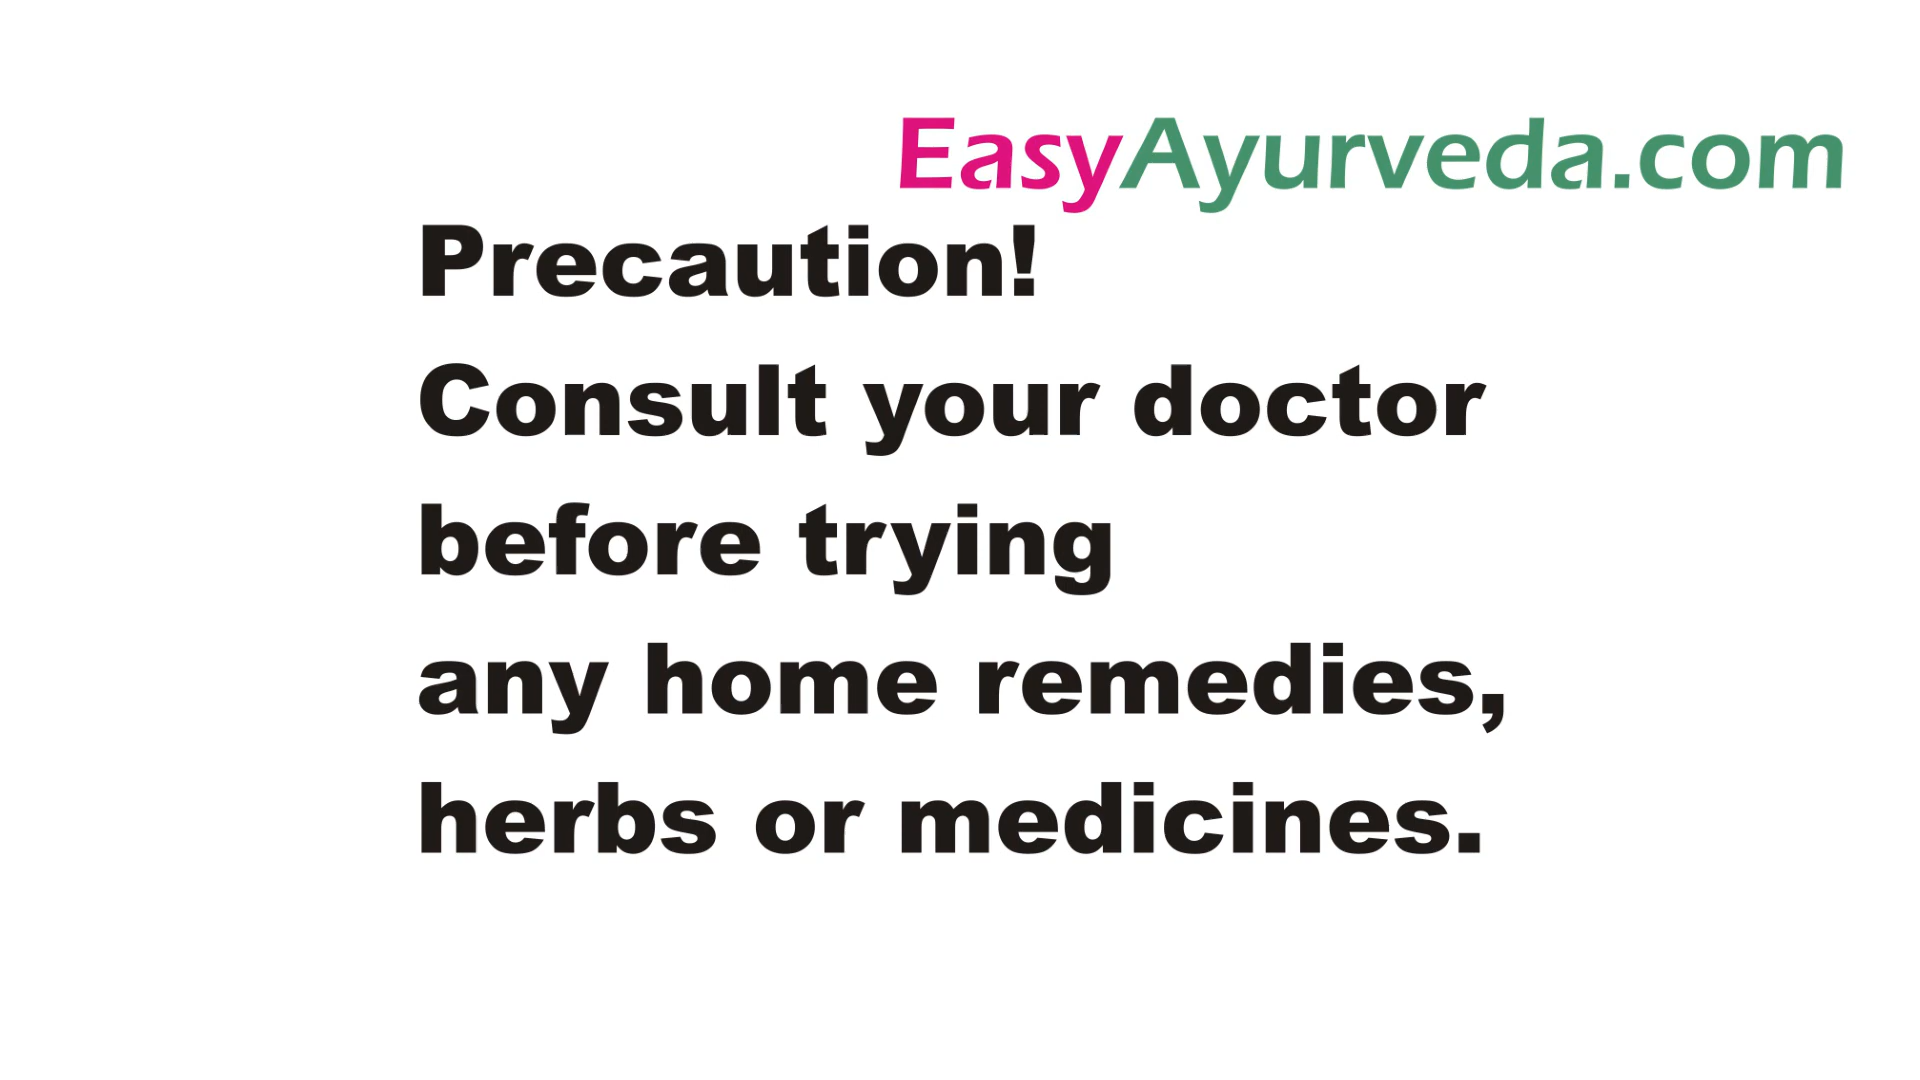 EasyAyurveda.com
Precaution!
Consult your doctor
before trying
any home remedies,
herbs or medicines.